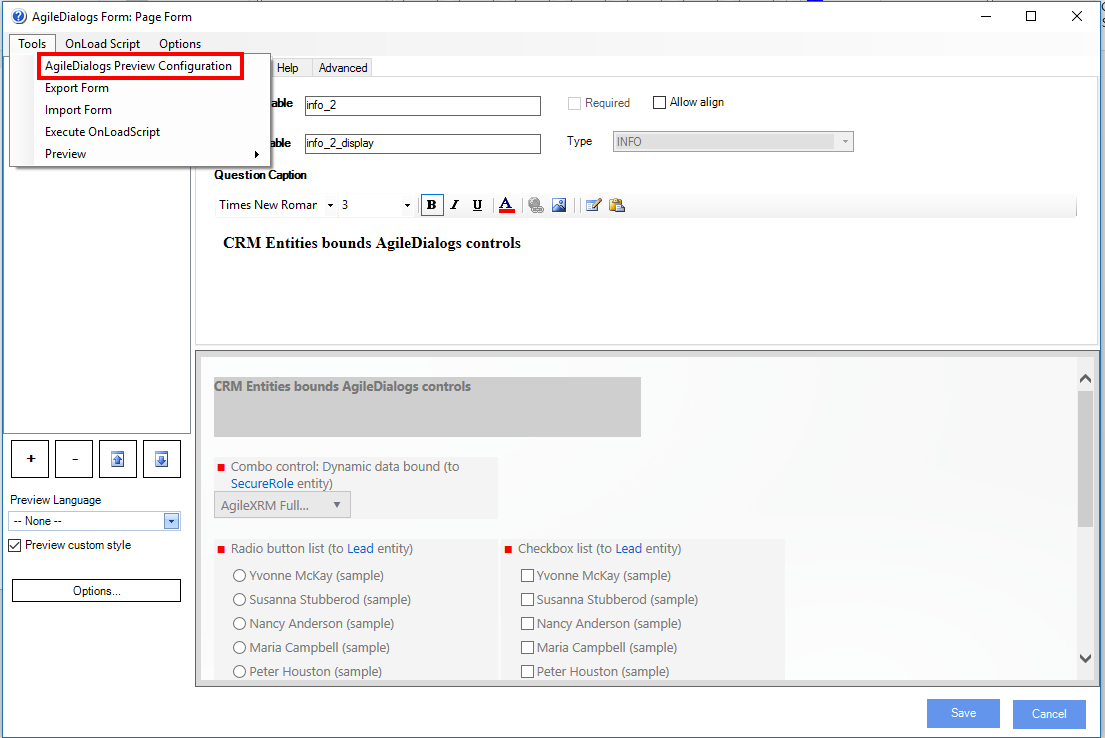 AgileDialogs Form: Page Form
Tools OnLoad Script Options
AgileDialogs Preview Configuration
Export Form
Import Form
Execute OnLoadScript
Preview
Help Advanced
able info_2 Required Allow align
able info_2_display Type INFO
Question Caption
Times New Roman 3 B I U A
CRM Entities bounds AgileDialogs controls
CRM Entities bounds AgileDialogs controls
Combo control: Dynamic data bound (to
SecureRole entity)
AgileXRM Full...
Radio button list (to Lead entity)
Yvonne McKay (sample)
Susanna Stubberod (sample)
Nancy Anderson (sample)
Maria Campbell (sample)
Peter Houston (sample)
Checkbox list (to Lead entity)
Yvonne McKay (sample)
Susanna Stubberod (sample)
Nancy Anderson (sample)
Maria Campbell (sample)
Peter Houston (sample)
+ -
Preview Language
-- None --
Preview custom style
Options...
Save Cancel